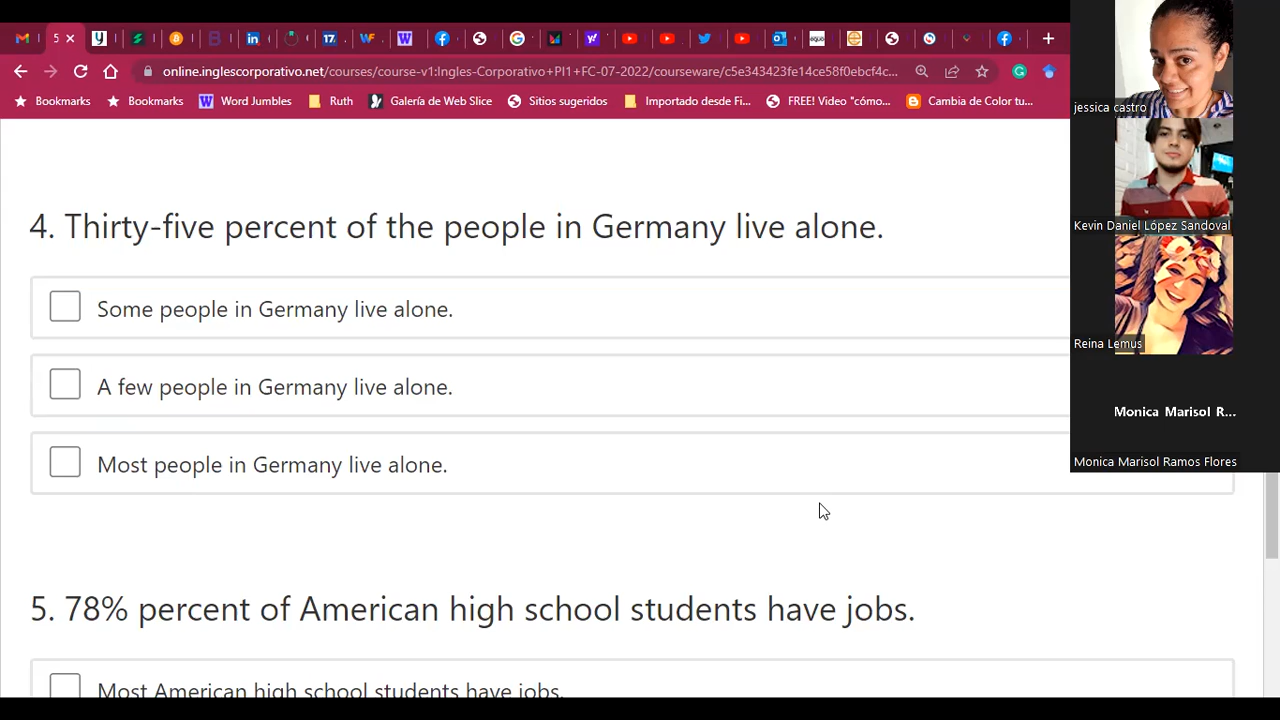 online.inglescorporativo.net/courses/course-v1:Ingles-Corporativo+PI1+FC-07-2022/courseware/c5e343423fe14ce58f0ebcf4c...
Bookmarks Bookmarks Word Jumbles Ruth Galería de Web Slice Sitios sugeridos Importado desde Fi... FREE! Video "cómo... Cambia de Color tu...
jessica castro
Kevin Daniel López Sandoval
Reina Lemus
Monica Marisol R...
Monica Marisol Ramos Flores
4. Thirty-five percent of the people in Germany live alone.
Some people in Germany live alone.
A few people in Germany live alone.
Most people in Germany live alone.
5. 78% percent of American high school students have jobs.
Most American high school students have jobs.